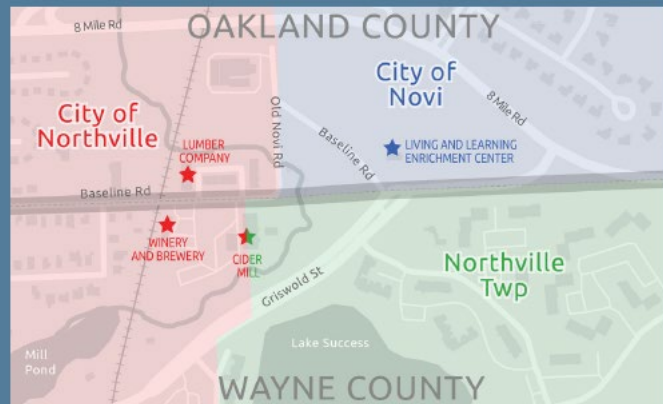 OAKLAND COUNTY
8 Mile Rd
City of
Novi
City of
Northville
Old Novi Rd
8 Mile Rd
Baseline Rd
LUMBER
COMPANY
LIVING AND LEARNING
ENRICHMENT CENTER
Baseline Rd
WINERY
AND BREWERY
CIDER
MILL
Northville
Twp
Griswold St
Lake Success
Mill
Pond
WAYNE COUNTY